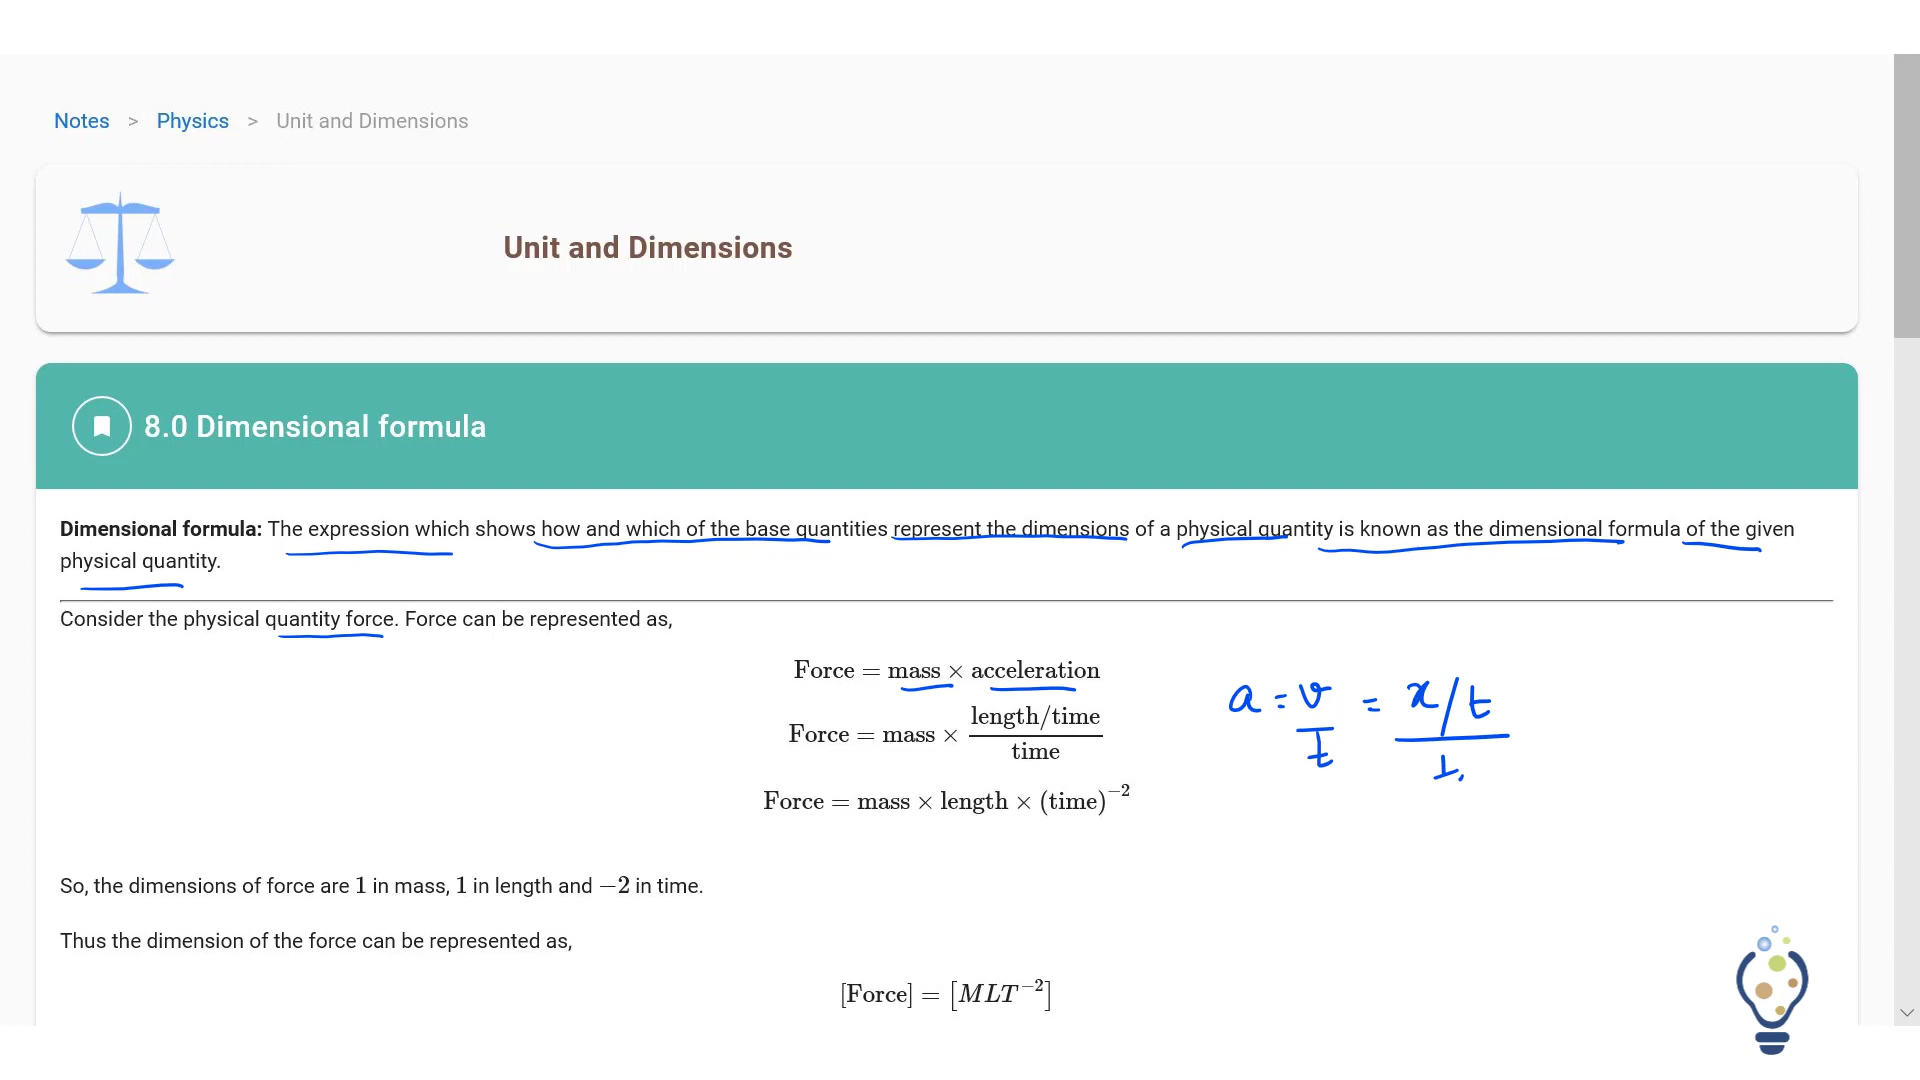 Notes > Physics > Unit and Dimensions
Unit and Dimensions
8.0 Dimensional formula
Dimensional formula: The expression which shows how and which of the base quantities represent the dimensions of a physical quantity is known as the dimensional formula of the given
physical quantity.
Consider the physical quantity force. Force can be represented as,
Force = mass × acceleration
Force = mass × (length/time)/time
Force = mass × length × (time)⁻²
a = v/t = x/t /
So, the dimensions of force are 1 in mass, 1 in length and −2 in time.
Thus the dimension of the force can be represented as,
[Force] = [MLT⁻²]